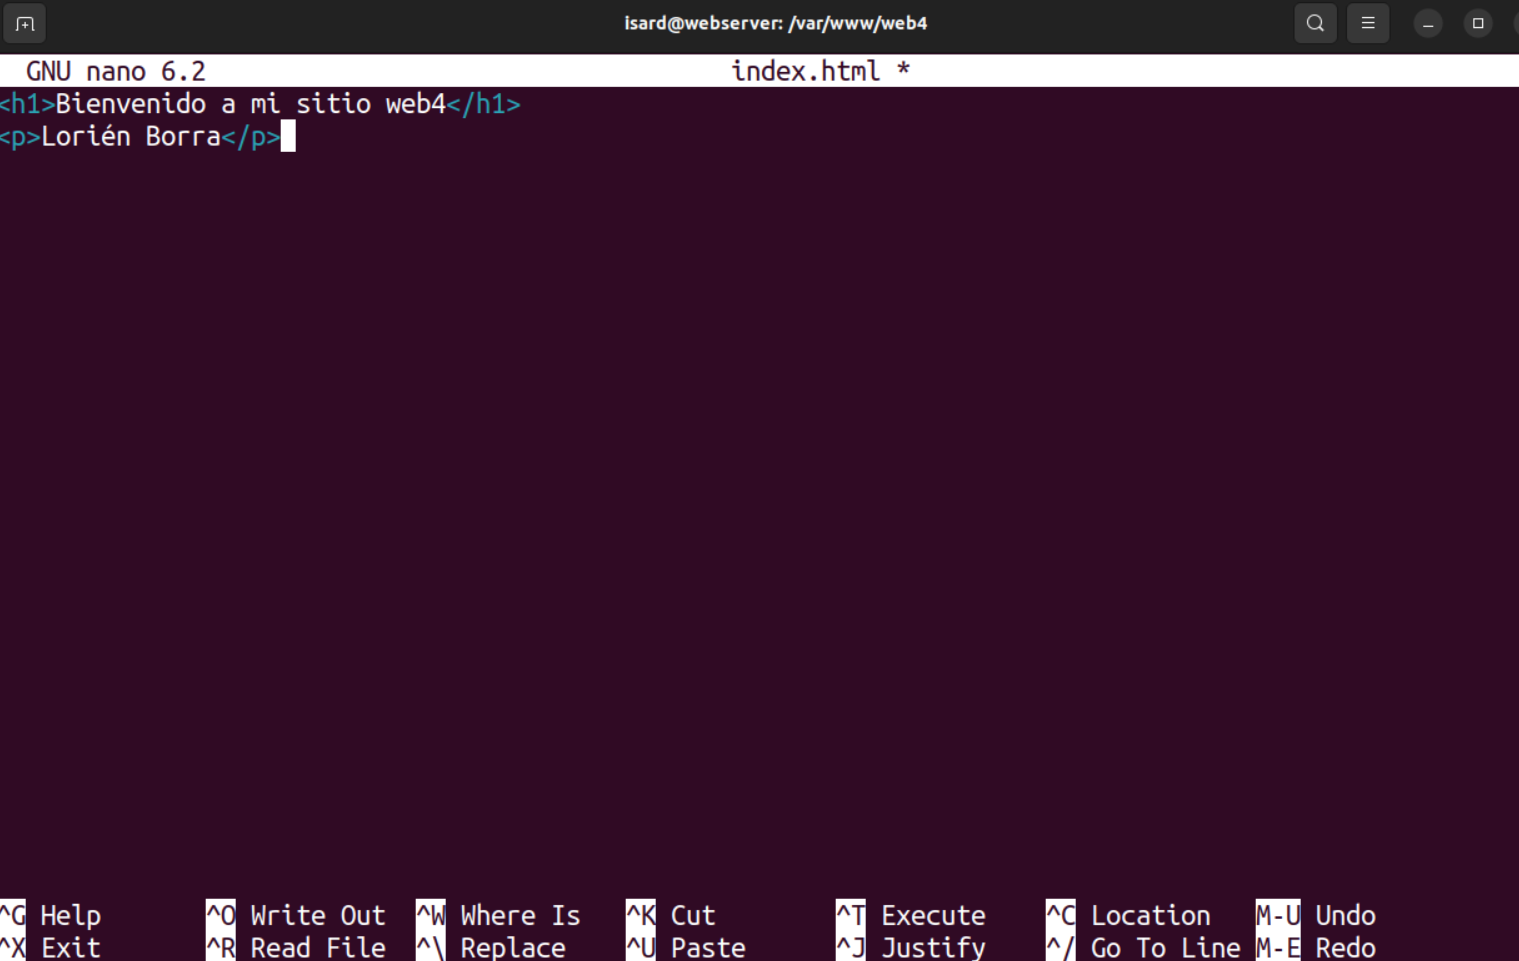 isard@webserver: /var/www/web4
GNU nano 6.2 index.html *
<h1>Bienvenido a mi sitio web4</h1>
<p>Lorién Borra</p>
^G Help ^O Write Out ^W Where Is ^K Cut ^T Execute ^C Location M-U Undo
^X Exit ^R Read File ^\ Replace ^U Paste ^J Justify ^/ Go To Line M-E Redo